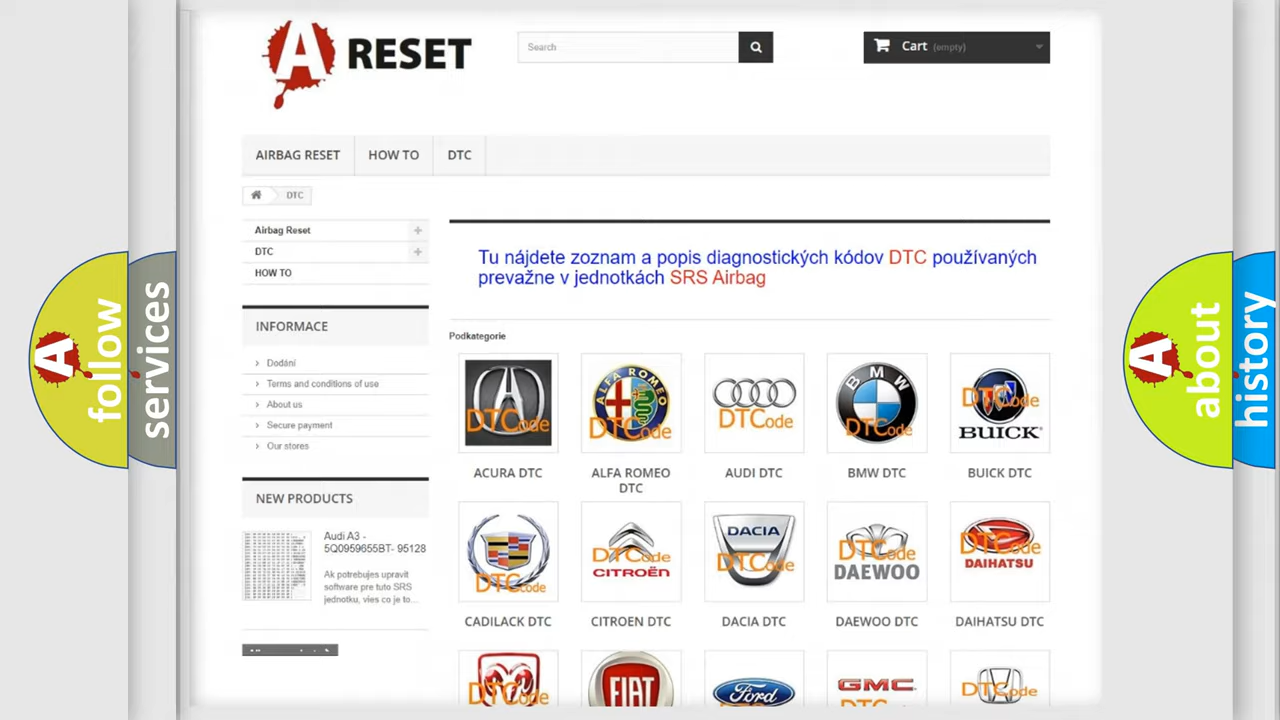 A RESET
Search
Cart (empty)
AIRBAG RESET
HOW TO
DTC
DTC
Airbag Reset
DTC
HOW TO
Tu nájdete zoznam a popis diagnostických kódov DTC používaných
prevažne v jednotkách SRS Airbag
INFORMACE
Dodání
Terms and conditions of use
About us
Secure payment
Our stores
NEW PRODUCTS
Audi A3 -
5Q0959655BT- 95128
Ak potrebujes upravit
software pre tuto SRS
jednotku, vies co je to...
Podkategorie
DTCode
ALFA ROMEO
DTCode
DTCode
BMW
DTCode
DTCode
BUICK
ACURA DTC
ALFA ROMEO
DTC
AUDI DTC
BMW DTC
BUICK DTC
DTCode
DTCode
CITROËN
DACIA
DTCode
DTCode
DAEWOO
DTCode
DAIHATSU
CADILACK DTC
CITROEN DTC
DACIA DTC
DAEWOO DTC
DAIHATSU DTC
DTCode
FIAT
Ford
GMC
DTCode
A follow
services
A about
history